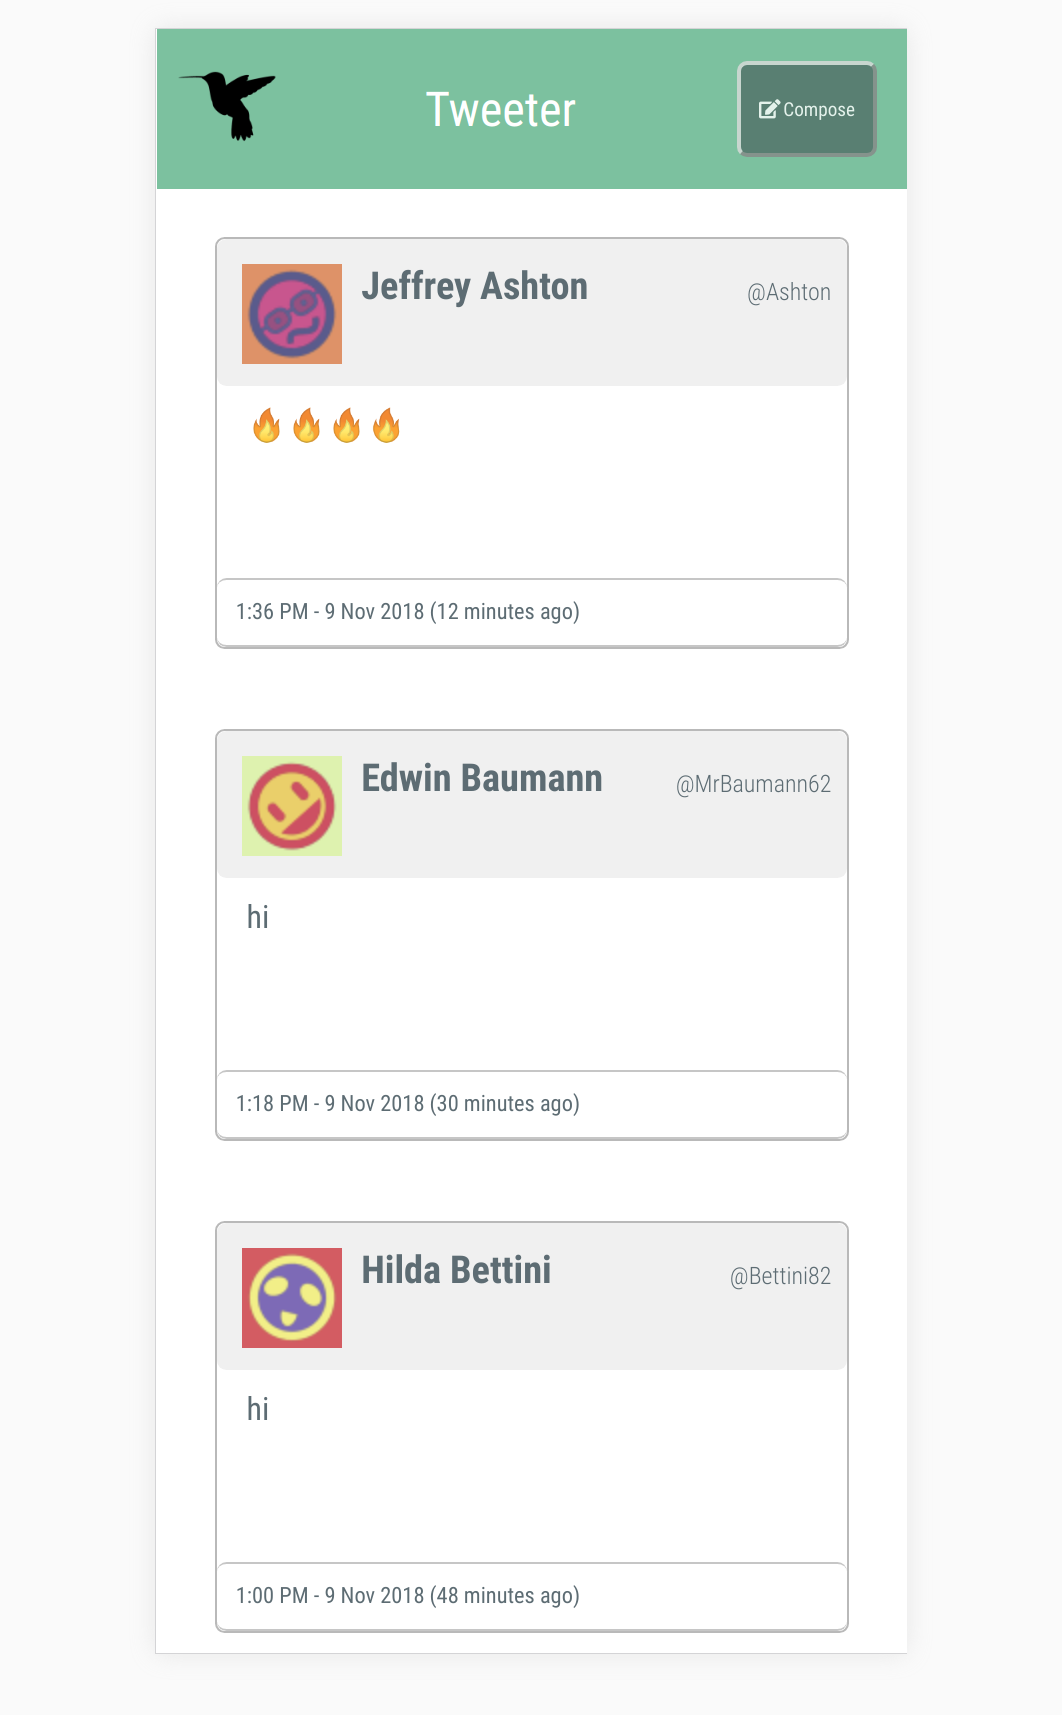 Tweeter
Compose
Jeffrey Ashton @Ashton
🔥🔥🔥🔥
1:36 PM - 9 Nov 2018 (12 minutes ago)
Edwin Baumann @MrBaumann62
hi
1:18 PM - 9 Nov 2018 (30 minutes ago)
Hilda Bettini @Bettini82
hi
1:00 PM - 9 Nov 2018 (48 minutes ago)